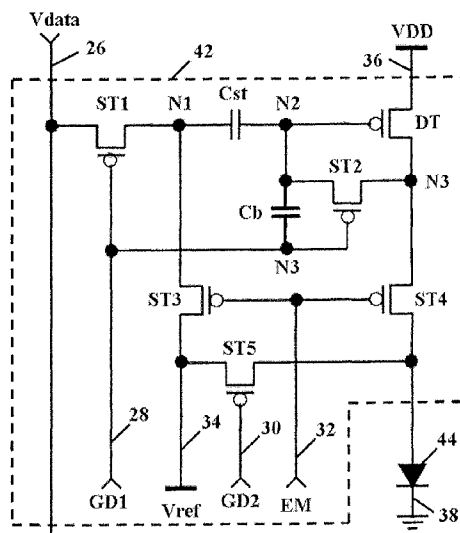 Vdata
26
42
VDD
36
ST1
N1
Cst
N2
DT
ST2
N3
Cb
N3
ST3
ST4
ST5
28
34
30
32
44
38
GD1
Vref
GD2
EM